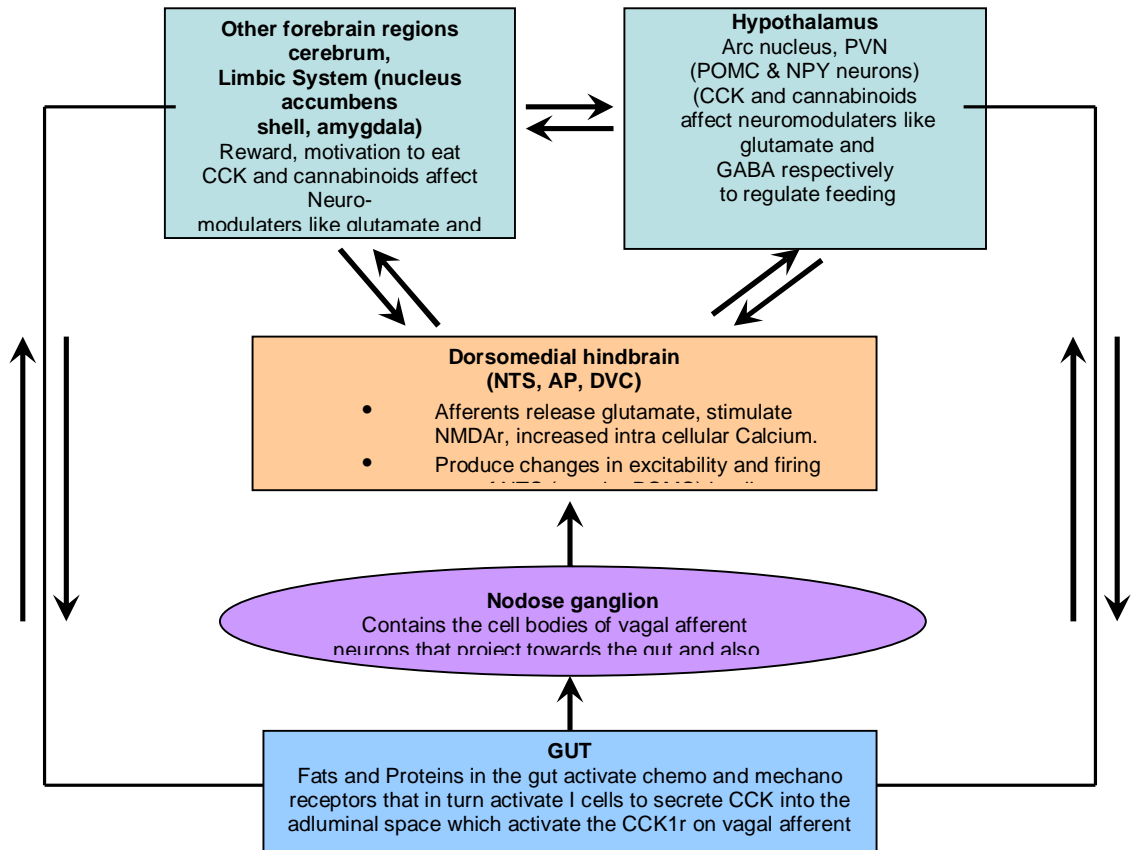 Other forebrain regions
cerebrum,
Limbic System (nucleus
accumbens
shell, amygdala)
Reward, motivation to eat
CCK and cannabinoids affect
Neuro-
modulaters like glutamate and
Hypothalamus
Arc nucleus, PVN
(POMC & NPY neurons)
(CCK and cannabinoids
affect neuromodulaters like
glutamate and
GABA respectively
to regulate feeding
Dorsomedial hindbrain
(NTS, AP, DVC)
• Afferents release glutamate, stimulate
NMDAr, increased intra cellular Calcium.
• Produce changes in excitability and firing
Nodose ganglion
Contains the cell bodies of vagal afferent
neurons that project towards the gut and also
GUT
Fats and Proteins in the gut activate chemo and mechano
receptors that in turn activate I cells to secrete CCK into the
adluminal space which activate the CCK1r on vagal afferent